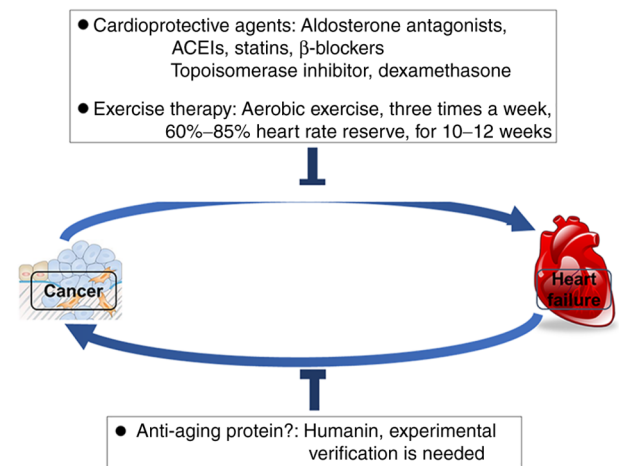 ● Cardioprotective agents: Aldosterone antagonists,
ACEIs, statins, β-blockers
Topoisomerase inhibitor, dexamethasone
● Exercise therapy: Aerobic exercise, three times a week,
60%–85% heart rate reserve, for 10–12 weeks
Cancer
Heart
failure
● Anti-aging protein?: Humanin, experimental
verification is needed